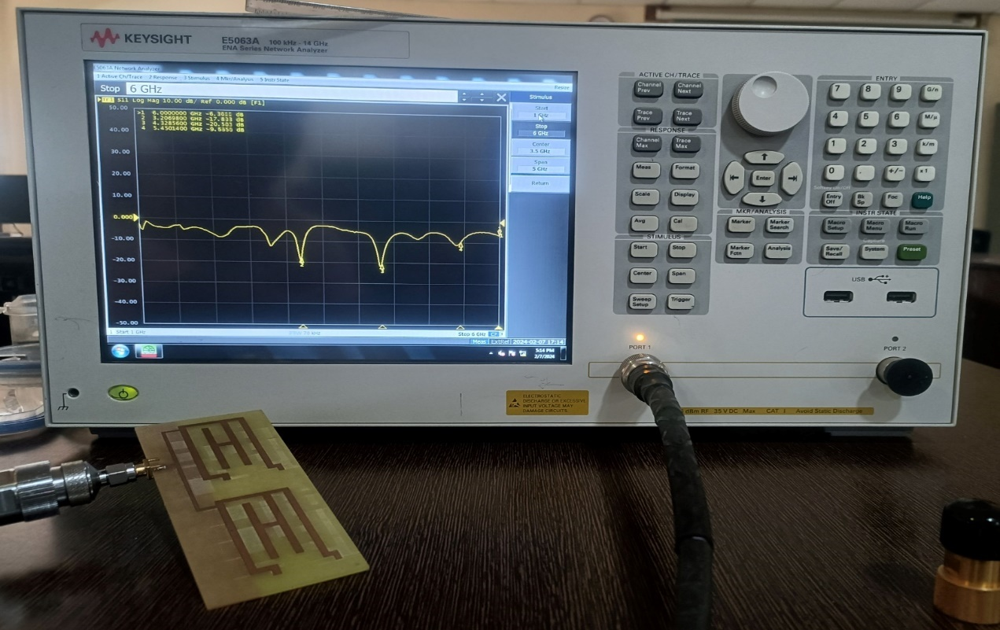 KEYSIGHT E5063A 100 kHz - 14 GHz
ENA Series Network Analyzer
E5063A Network Analyzer
1 Active Ch/Trace 2 Response 3 Stimulus 4 Mkr/Analysis 5 Instr State
Stop 6 GHz
Resize
Tr1 S11 Log Mag 10.00 dB/ Ref 0.000 dB [F1]
50.00
>1 6.0000000 GHz -6.3611 dB
2 3.2069800 GHz -17.833 dB
3 4.3285600 GHz -20.503 dB
4 5.4501400 GHz -9.6350 dB
40.00
30.00
20.00
10.00
0.000
-10.00
-20.00
-30.00
-40.00
-50.00
2
3
4
1 Start 1 GHz
Stop 6 GHz
Meas ExtRef 2024-02-07 17:14
5:14 PM
2/7/2024
Stimulus
Start
1 GHz
Stop
6 GHz
Center
3.5 GHz
Span
5 GHz
Return
ACTIVE CH/TRACE
Channel Prev
Channel Next
Trace Prev
Trace Next
RESPONSE
Channel Max
Trace Max
Meas
Format
Scale
Display
Avg
Cal
STIMULUS
Start
Stop
Center
Span
Sweep Setup
Trigger
Enter
MKR/ANALYSIS
Marker
Marker Search
Marker Fctn
Analysis
ENTRY
7 8 9 G/n
4 5 6 M/µ
1 2 3 k/m
0 . +/- x1
Entry Off
Bk Sp
Foc
Help
INSTR STATE
Macro Setup
Macro Menu
Macro Run
Save/ Recall
System
Preset
USB
PORT 1
PORT 2
ELECTROSTATIC
DISCHARGE OR EXCESSIVE
INPUT VOLTAGE MAY
DAMAGE CIRCUITS
dBm RF 35 V DC Max CAT I Avoid Static Discharge